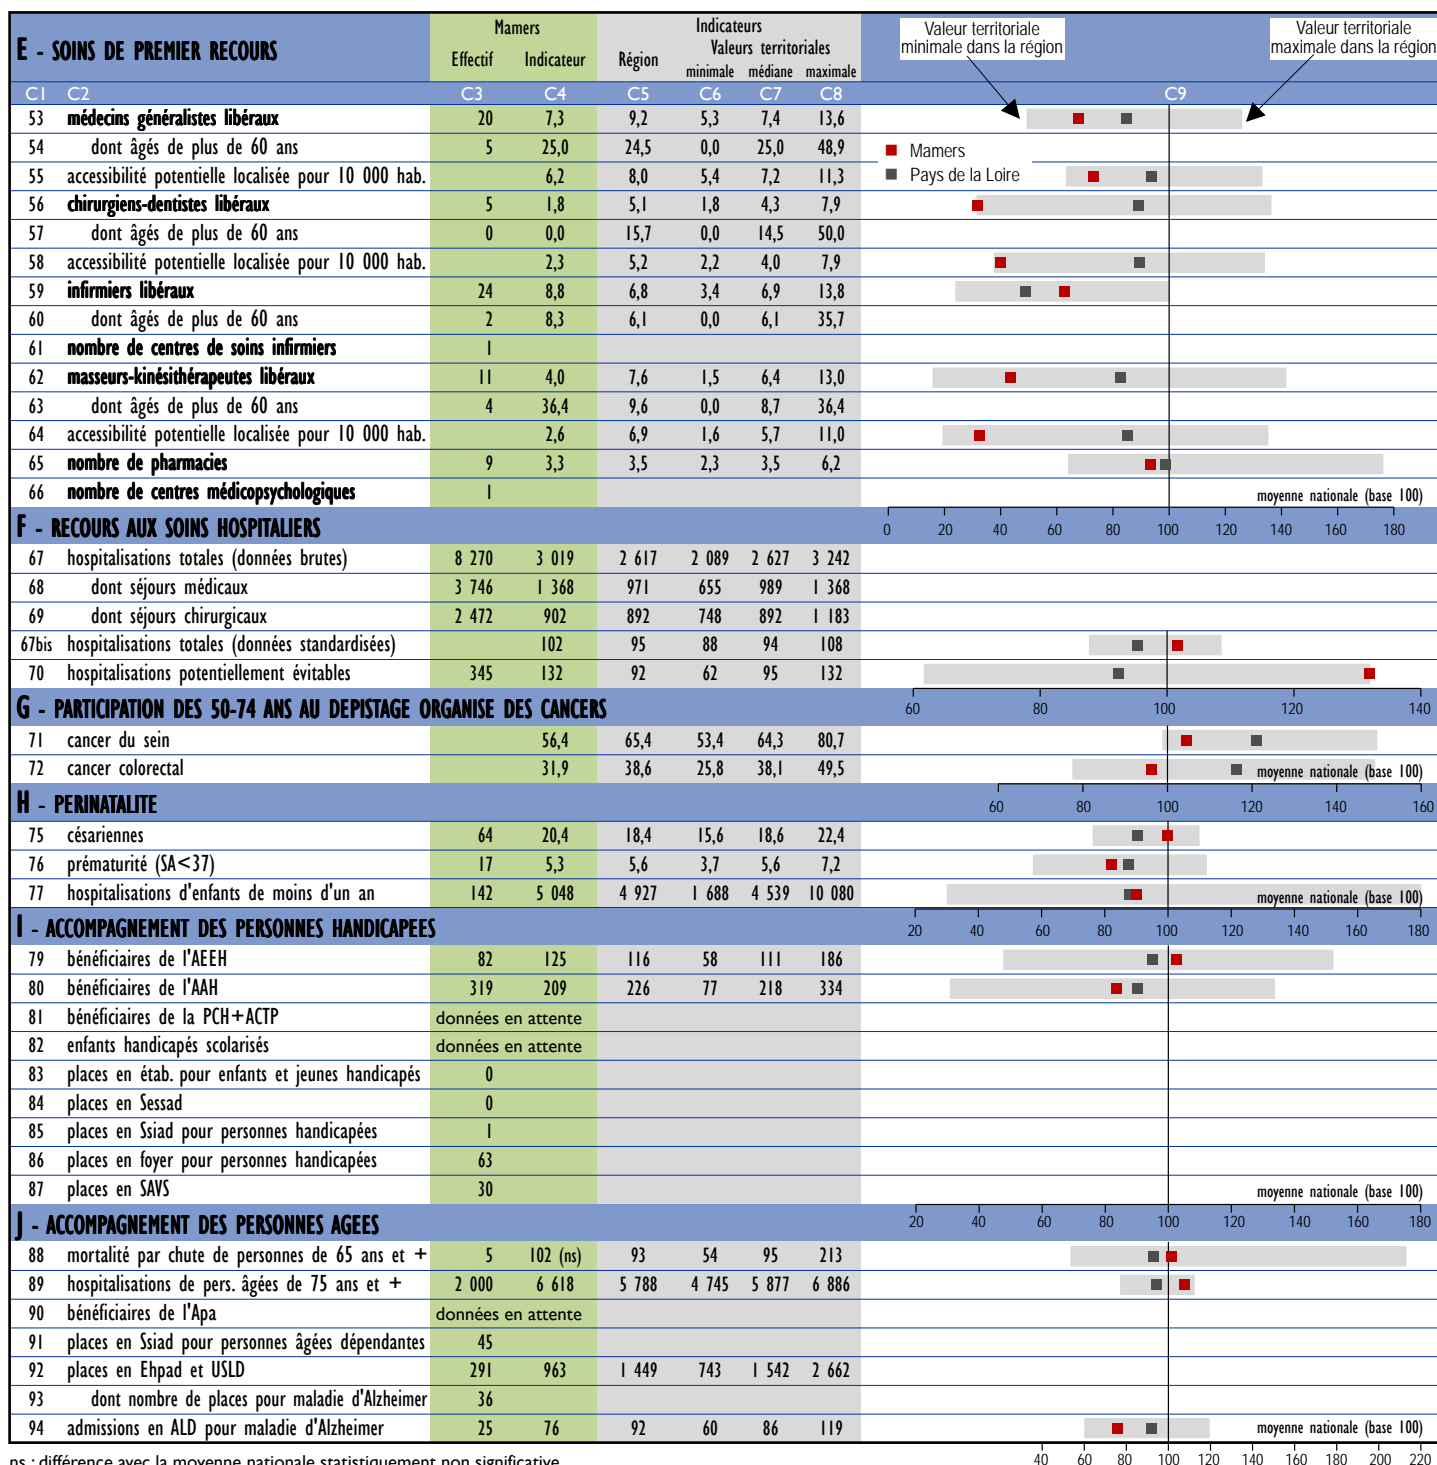 E - SOINS DE PREMIER RECOURS
Mamers
Effectif Indicateur
Indicateurs
Région
Valeurs territoriales
minimale médiane maximale
Valeur territoriale
minimale dans la région
Valeur territoriale
maximale dans la région
C1 C2 C3 C4 C5 C6 C7 C8 C9
53 médecins généralistes libéraux 20 7,3 9,2 5,3 7,4 13,6
54 dont âgés de plus de 60 ans 5 25,0 24,5 0,0 25,0 48,9
Mamers
55 accessibilité potentielle localisée pour 10 000 hab. 6,2 8,0 5,4 7,2 11,3
Pays de la Loire
56 chirurgiens-dentistes libéraux 5 1,8 5,1 1,8 4,3 7,9
57 dont âgés de plus de 60 ans 0 0,0 15,7 0,0 14,5 50,0
58 accessibilité potentielle localisée pour 10 000 hab. 2,3 5,2 2,2 4,0 7,9
59 infirmiers libéraux 24 8,8 6,8 3,4 6,9 13,8
60 dont âgés de plus de 60 ans 2 8,3 6,1 0,0 6,1 35,7
61 nombre de centres de soins infirmiers 1
62 masseurs-kinésithérapeutes libéraux 11 4,0 7,6 1,5 6,4 13,0
63 dont âgés de plus de 60 ans 4 36,4 9,6 0,0 8,7 36,4
64 accessibilité potentielle localisée pour 10 000 hab. 2,6 6,9 1,6 5,7 11,0
65 nombre de pharmacies 9 3,3 3,5 2,3 3,5 6,2
66 nombre de centres médicopsychologiques 1 moyenne nationale (base 100)
F - RECOURS AUX SOINS HOSPITALIERS 0 20 40 60 80 100 120 140 160 180
67 hospitalisations totales (données brutes) 8 270 3 019 2 617 2 089 2 627 3 242
68 dont séjours médicaux 3 746 1 368 971 655 989 1 368
69 dont séjours chirurgicaux 2 472 902 892 748 892 1 183
67bis hospitalisations totales (données standardisées) 102 95 88 94 108
70 hospitalisations potentiellement évitables 345 132 92 62 95 132
G - PARTICIPATION DES 50-74 ANS AU DEPISTAGE ORGANISE DES CANCERS 60 80 100 120 140
71 cancer du sein 56,4 65,4 53,4 64,3 80,7
72 cancer colorectal 31,9 38,6 25,8 38,1 49,5 moyenne nationale (base 100)
H - PERINATALITE 60 80 100 120 140 160
75 césariennes 64 20,4 18,4 15,6 18,6 22,4
76 prématurité (SA<37) 17 5,3 5,6 3,7 5,6 7,2
77 hospitalisations d'enfants de moins d'un an 142 5 048 4 927 1 688 4 539 10 080 moyenne nationale (base 100)
I - ACCOMPAGNEMENT DES PERSONNES HANDICAPEES 20 40 60 80 100 120 140 160 180
79 bénéficiaires de l'AEEH 82 125 116 58 111 186
80 bénéficiaires de l'AAH 319 209 226 77 218 334
81 bénéficiaires de la PCH+ACTP données en attente
82 enfants handicapés scolarisés données en attente
83 places en étab. pour enfants et jeunes handicapés 0
84 places en Sessad 0
85 places en Ssiad pour personnes handicapées 1
86 places en foyer pour personnes handicapées 63
87 places en SAVS 30 moyenne nationale (base 100)
J - ACCOMPAGNEMENT DES PERSONNES AGEES 20 40 60 80 100 120 140 160 180
88 mortalité par chute de personnes de 65 ans et + 5 102 (ns) 93 54 95 213
89 hospitalisations de pers. âgées de 75 ans et + 2 000 6 618 5 788 4 745 5 877 6 886
90 bénéficiaires de l'Apa données en attente
91 places en Ssiad pour personnes âgées dépendantes 45
92 places en Ehpad et USLD 291 963 1 449 743 1 542 2 662
93 dont nombre de places pour maladie d'Alzheimer 36
94 admissions en ALD pour maladie d'Alzheimer 25 76 92 60 86 119 moyenne nationale (base 100)
40 60 80 100 120 140 160 180 200 220
ns : différence avec la moyenne nationale statistiquement non significative